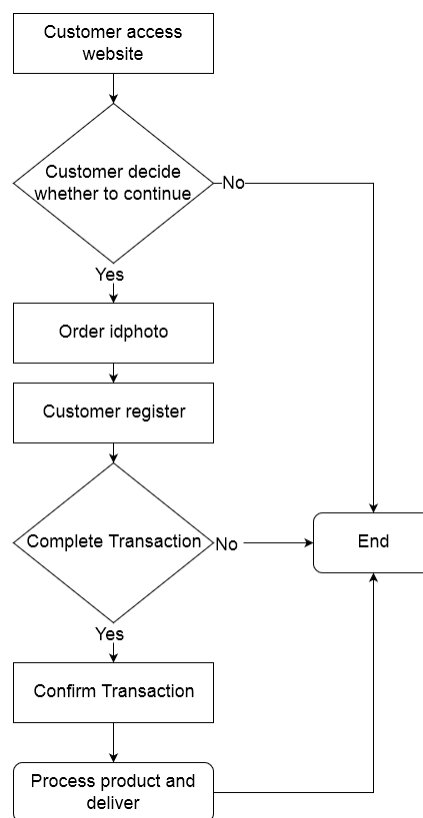 Customer access
website
Customer decide
whether to continue
No
Yes
Order idphoto
Customer register
Complete Transaction
No
End
Yes
Confirm Transaction
Process product and
deliver